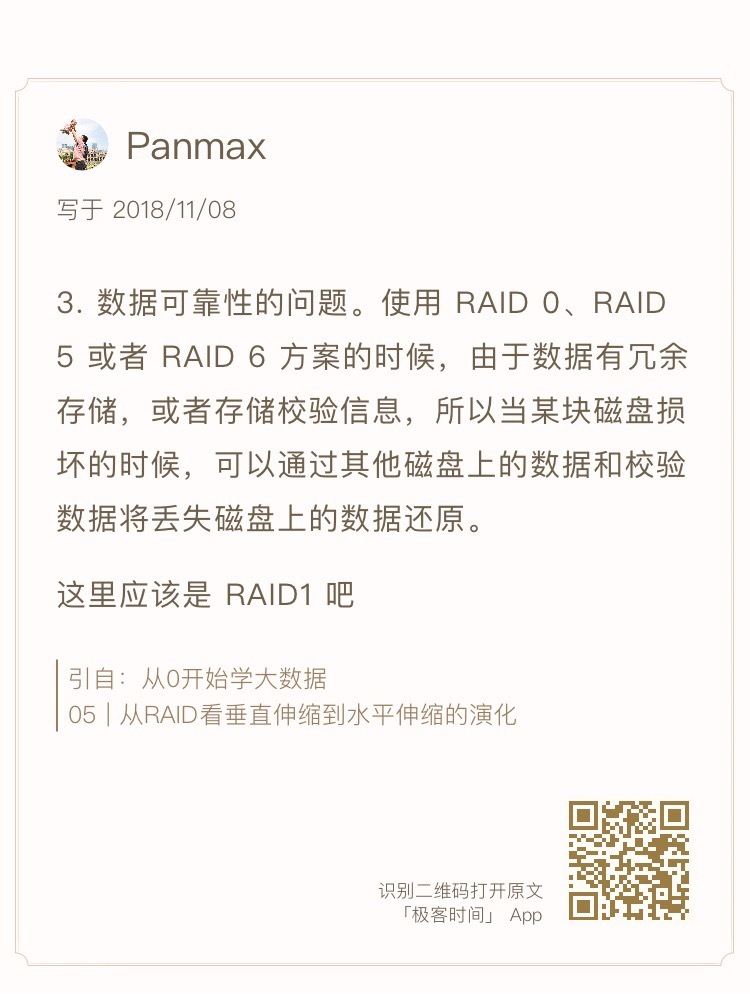 Panmax
写于 2018/11/08
3. 数据可靠性的问题。使用 RAID 0、RAID
5 或者 RAID 6 方案的时候，由于数据有冗余
存储，或者存储校验信息，所以当某块磁盘损
坏的时候，可以通过其他磁盘上的数据和校验
数据将丢失磁盘上的数据还原。
这里应该是 RAID1 吧
引自：从0开始学大数据
05 | 从RAID看垂直伸缩到水平伸缩的演化
识别二维码打开原文
「极客时间」 App